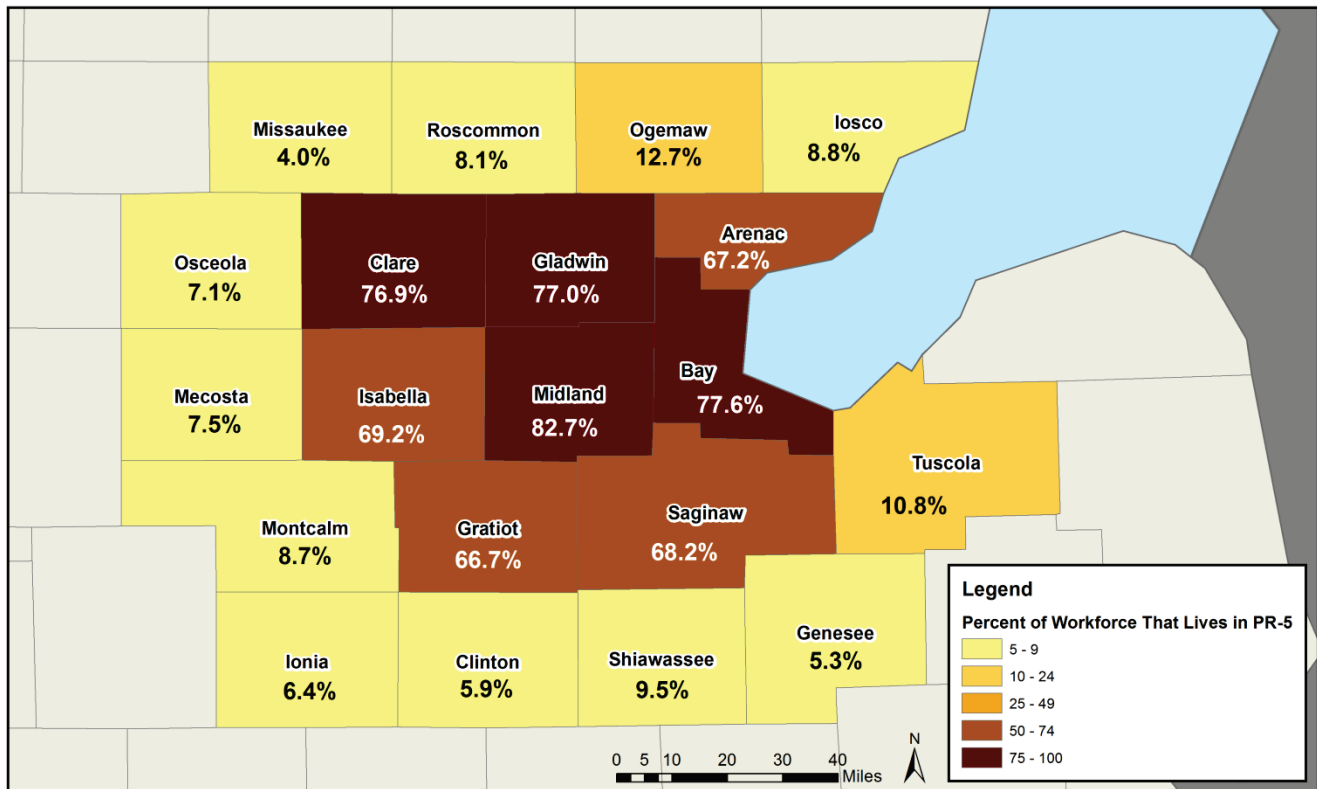 Missaukee
4.0%
Roscommon
8.1%
Ogemaw
12.7%
Iosco
8.8%
Osceola
7.1%
Clare
76.9%
Gladwin
77.0%
Arenac
67.2%
Mecosta
7.5%
Isabella
69.2%
Midland
82.7%
Bay
77.6%
Tuscola
10.8%
Montcalm
8.7%
Gratiot
66.7%
Saginaw
68.2%
Ionia
6.4%
Clinton
5.9%
Shiawassee
9.5%
Genesee
5.3%
Legend
Percent of Workforce That Lives in PR-5
5 - 9
10 - 24
25 - 49
50 - 74
75 - 100
N
0 5 10 20 30 40
Miles